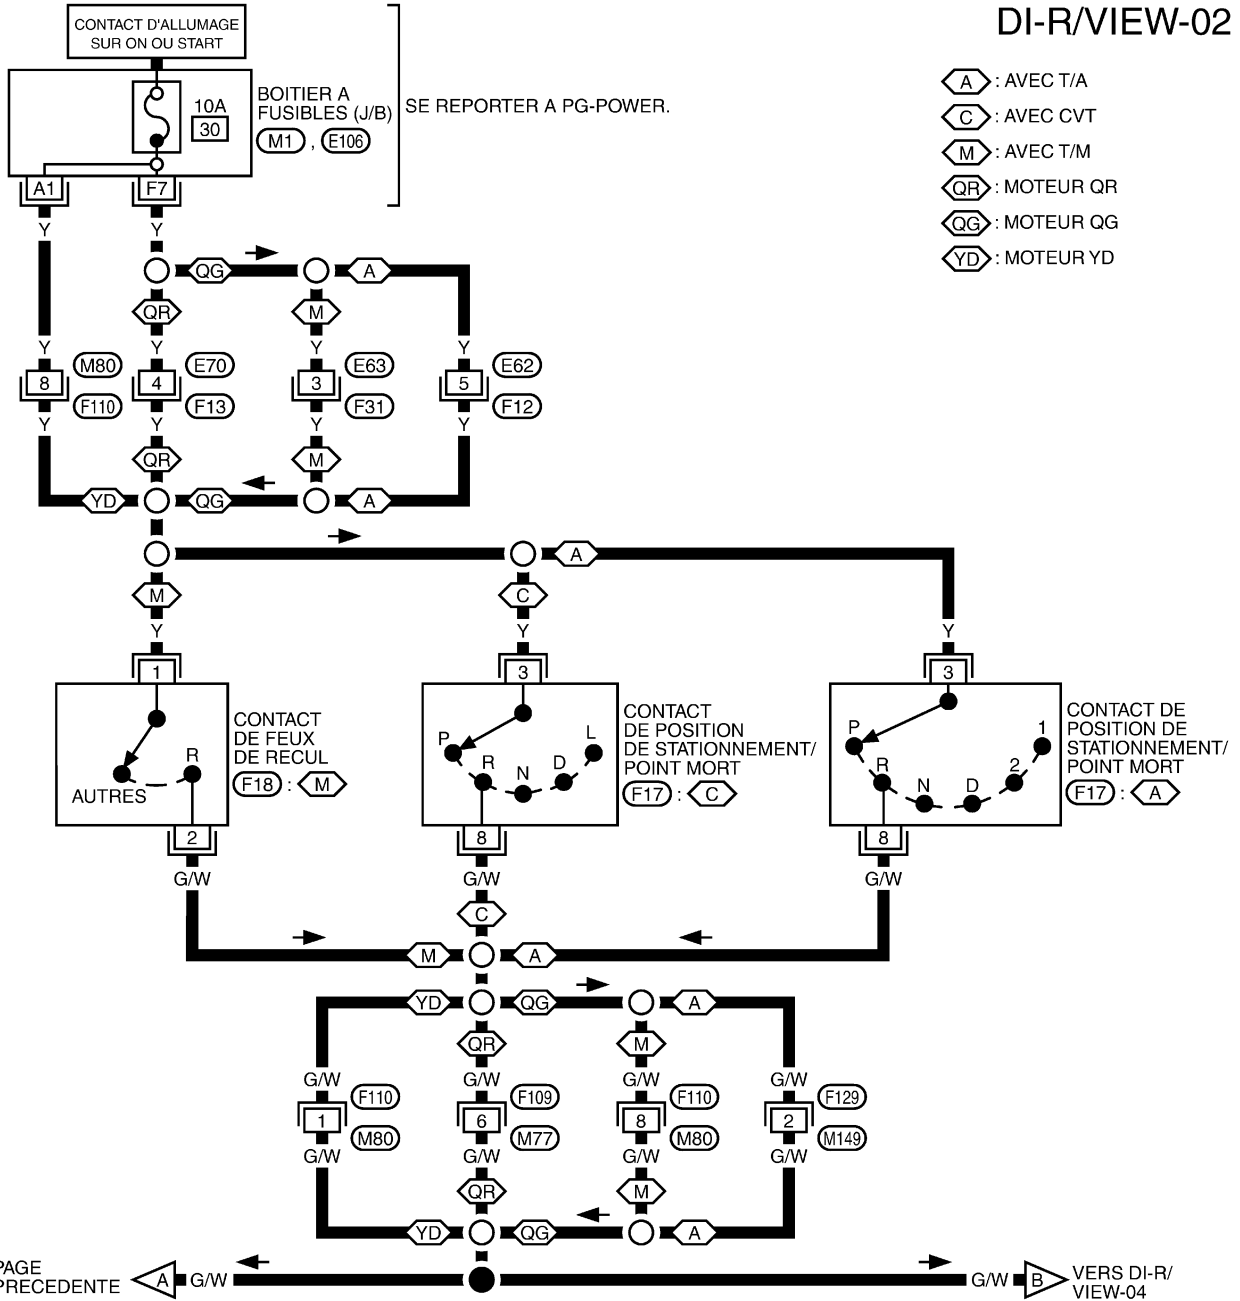 DI-R/VIEW-02
CONTACT D'ALLUMAGE
SUR ON OU START
10A
30
BOITIER A
FUSIBLES (J/B)
M1 , E106
SE REPORTER A PG-POWER.
A : AVEC T/A
C : AVEC CVT
M : AVEC T/M
QR : MOTEUR QR
QG : MOTEUR QG
YD : MOTEUR YD
A1 F7
Y Y
QG A
QR M
Y Y Y Y
M80 E70 E63 E62
8 4 3 5
F110 F13 F31 F12
Y Y Y Y
QR M
YD QG A
A
M C
Y Y Y
1 3 3
CONTACT
DE FEUX
DE RECUL
F18 : M
R
AUTRES
CONTACT
DE POSITION
DE STATIONNEMENT/
POINT MORT
F17 : C
P R N D L
CONTACT DE
POSITION DE
STATIONNEMENT/
POINT MORT
F17 : A
P R N D 2 1
2 8 8
G/W G/W G/W
C
M A
YD QG A
QR M
G/W G/W G/W G/W
F110 F109 F110 F129
1 6 8 2
M80 M77 M80 M149
G/W G/W G/W G/W
QR M
YD QG A
PAGE
PRECEDENTE
A G/W
G/W B
VERS DI-R/
VIEW-04